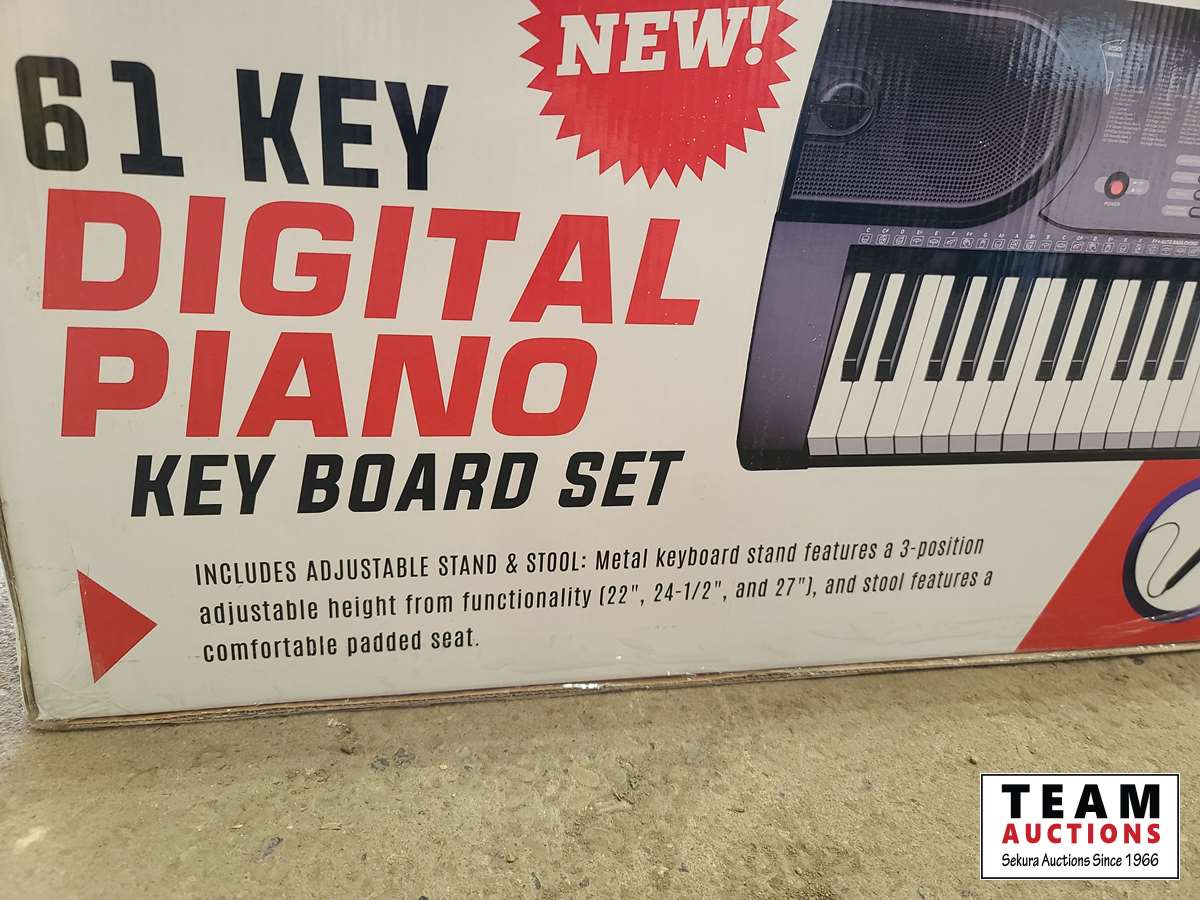 NEW!
61 KEY
DIGITAL
PIANO
KEY BOARD SET
INCLUDES ADJUSTABLE STAND & STOOL: Metal keyboard stand features a 3-position
adjustable height from functionality (22", 24-1/2", and 27"), and stool features a
comfortable padded seat.
POWER
TEAM
AUCTIONS
Sekura Auctions Since 1966